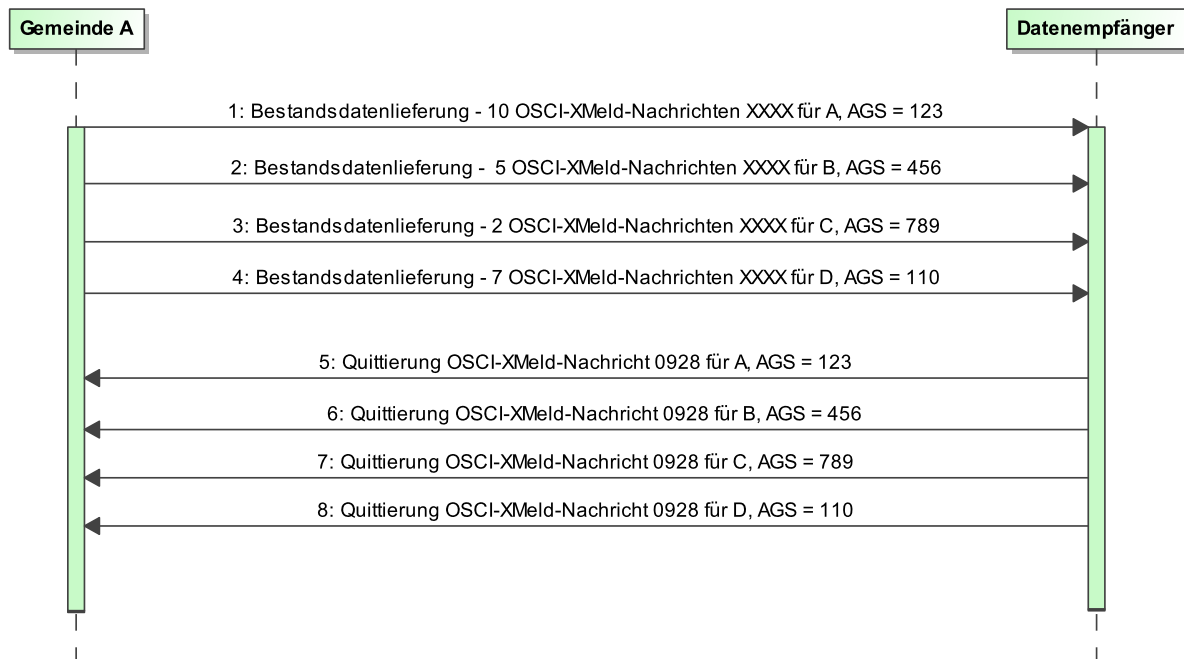 Gemeinde A
Datenempfänger
1: Bestandsdatenlieferung - 10 OSCI-XMeld-Nachrichten XXXX für A, AGS = 123
2: Bestandsdatenlieferung - 5 OSCI-XMeld-Nachrichten XXXX für B, AGS = 456
3: Bestandsdatenlieferung - 2 OSCI-XMeld-Nachrichten XXXX für C, AGS = 789
4: Bestandsdatenlieferung - 7 OSCI-XMeld-Nachrichten XXXX für D, AGS = 110
5: Quittierung OSCI-XMeld-Nachricht 0928 für A, AGS = 123
6: Quittierung OSCI-XMeld-Nachricht 0928 für B, AGS = 456
7: Quittierung OSCI-XMeld-Nachricht 0928 für C, AGS = 789
8: Quittierung OSCI-XMeld-Nachricht 0928 für D, AGS = 110